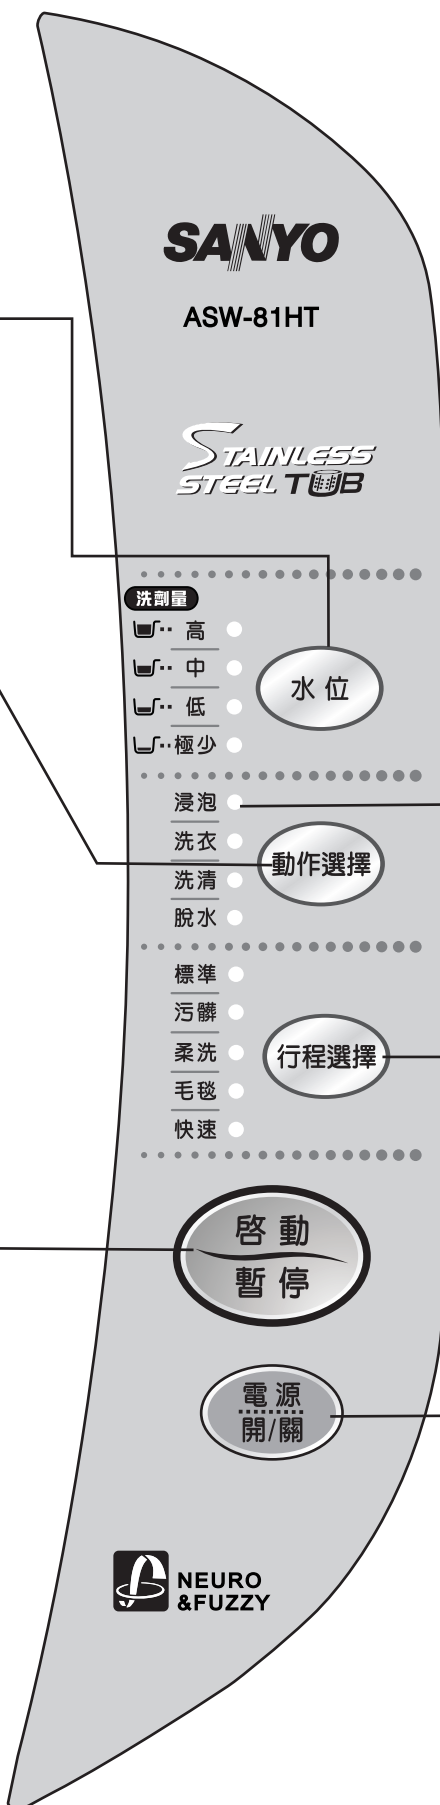 SANYO
ASW-81HT
STAINLESS
STEEL TUB
洗劑量
高
中
低
極少
水位
浸泡
洗衣
洗清
脫水
動作選擇
標準
污髒
柔洗
毛毯
快速
行程選擇
啓動
暫停
電源
開/關
NEURO
&FUZZY